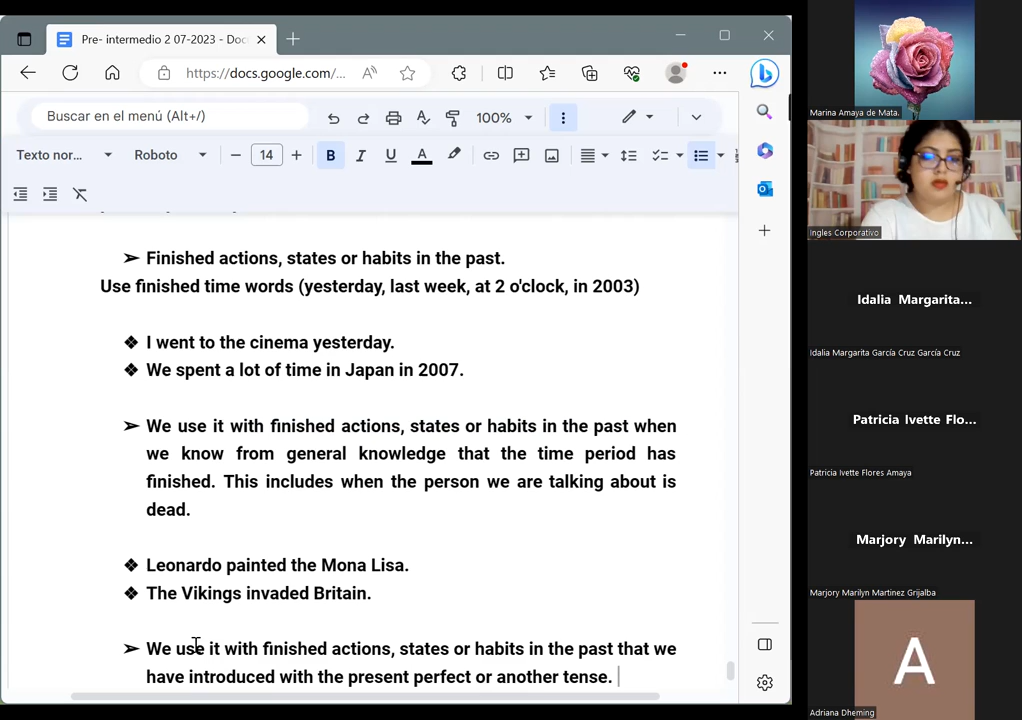 Pre- intermedio 2 07-2023 - Doc
https://docs.google.com/...
Buscar en el menú (Alt+/)
100%
Texto nor...
Roboto
14
B
I
U
A
➢ Finished actions, states or habits in the past.
Use finished time words (yesterday, last week, at 2 o'clock, in 2003)
❖ I went to the cinema yesterday.
❖ We spent a lot of time in Japan in 2007.
➢ We use it with finished actions, states or habits in the past when
we know from general knowledge that the time period has
finished. This includes when the person we are talking about is
dead.
❖ Leonardo painted the Mona Lisa.
❖ The Vikings invaded Britain.
➢ We use it with finished actions, states or habits in the past that we
have introduced with the present perfect or another tense.
Marina Amaya de Mata.
Ingles Corporativo
Idalia Margarita...
Idalia Margarita García Cruz García Cruz
Patricia Ivette Flo...
Patricia Ivette Flores Amaya
Marjory Marilyn...
Marjory Marilyn Martinez Grijalba
A
Adriana Dheming